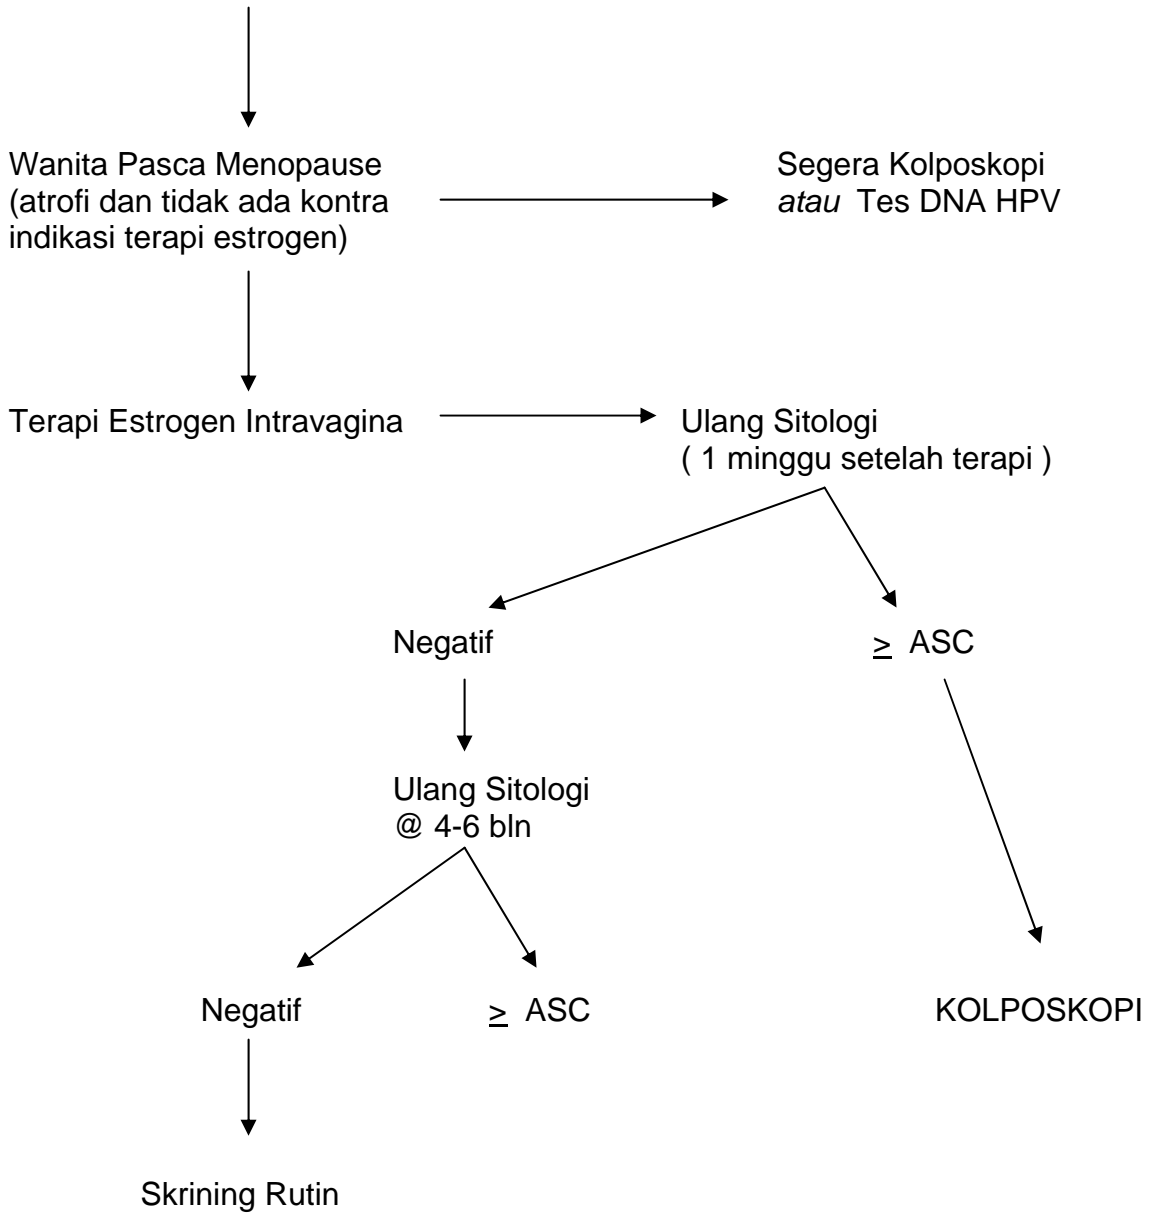 Wanita Pasca Menopause
(atrofi dan tidak ada kontra
indikasi terapi estrogen)
Segera Kolposkopi
atau Tes DNA HPV
Terapi Estrogen Intravagina
Ulang Sitologi
( 1 minggu setelah terapi )
Negatif
≥ ASC
Ulang Sitologi
@ 4-6 bln
Negatif
≥ ASC
KOLPOSKOPI
Skrining Rutin